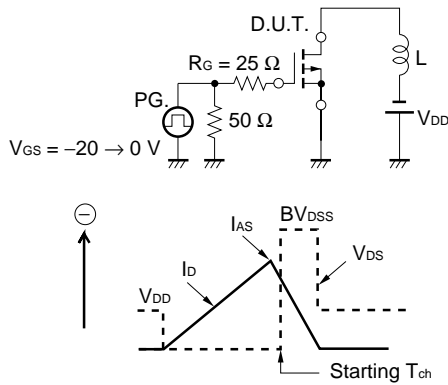 D.U.T.
RG = 25 Ω
L
PG.
50 Ω
VDD
VGS = −20 → 0 V
−
IAS
BVDSS
ID
VDS
VDD
Starting Tch